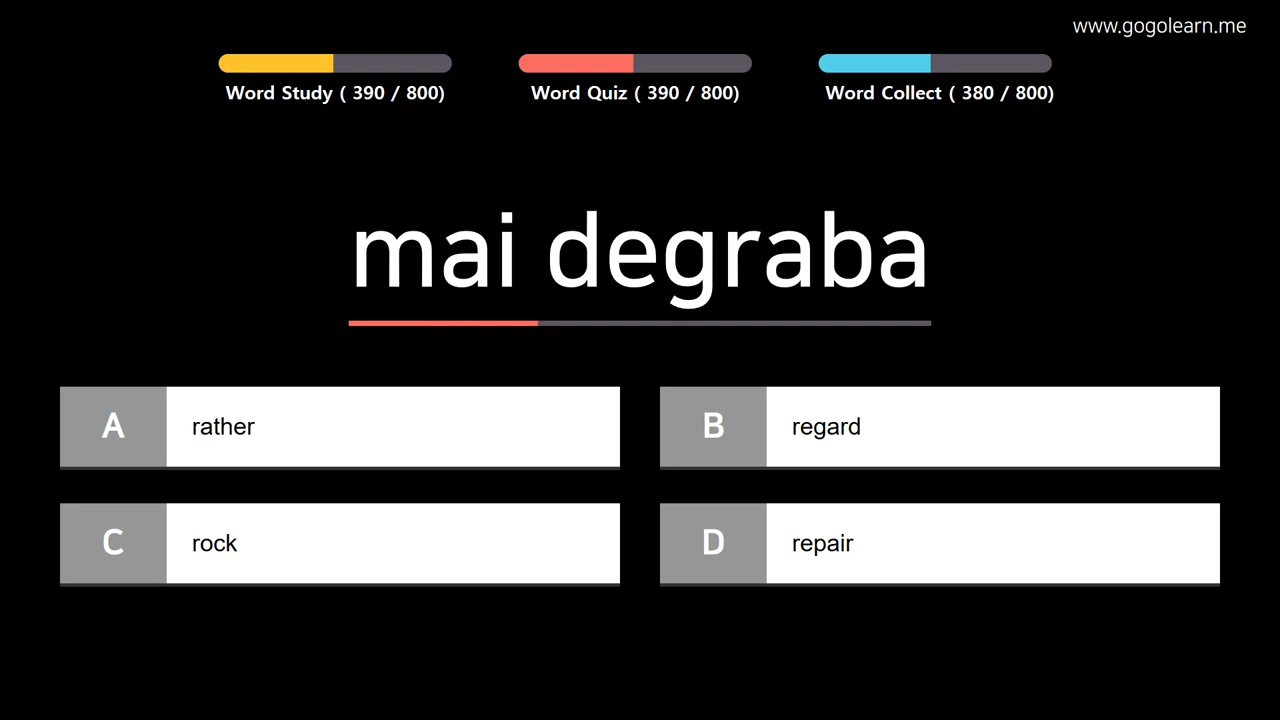 www.gogolearn.me
Word Study ( 390 / 800)
Word Quiz ( 390 / 800)
Word Collect ( 380 / 800)
mai degraba
A rather
B regard
C rock
D repair